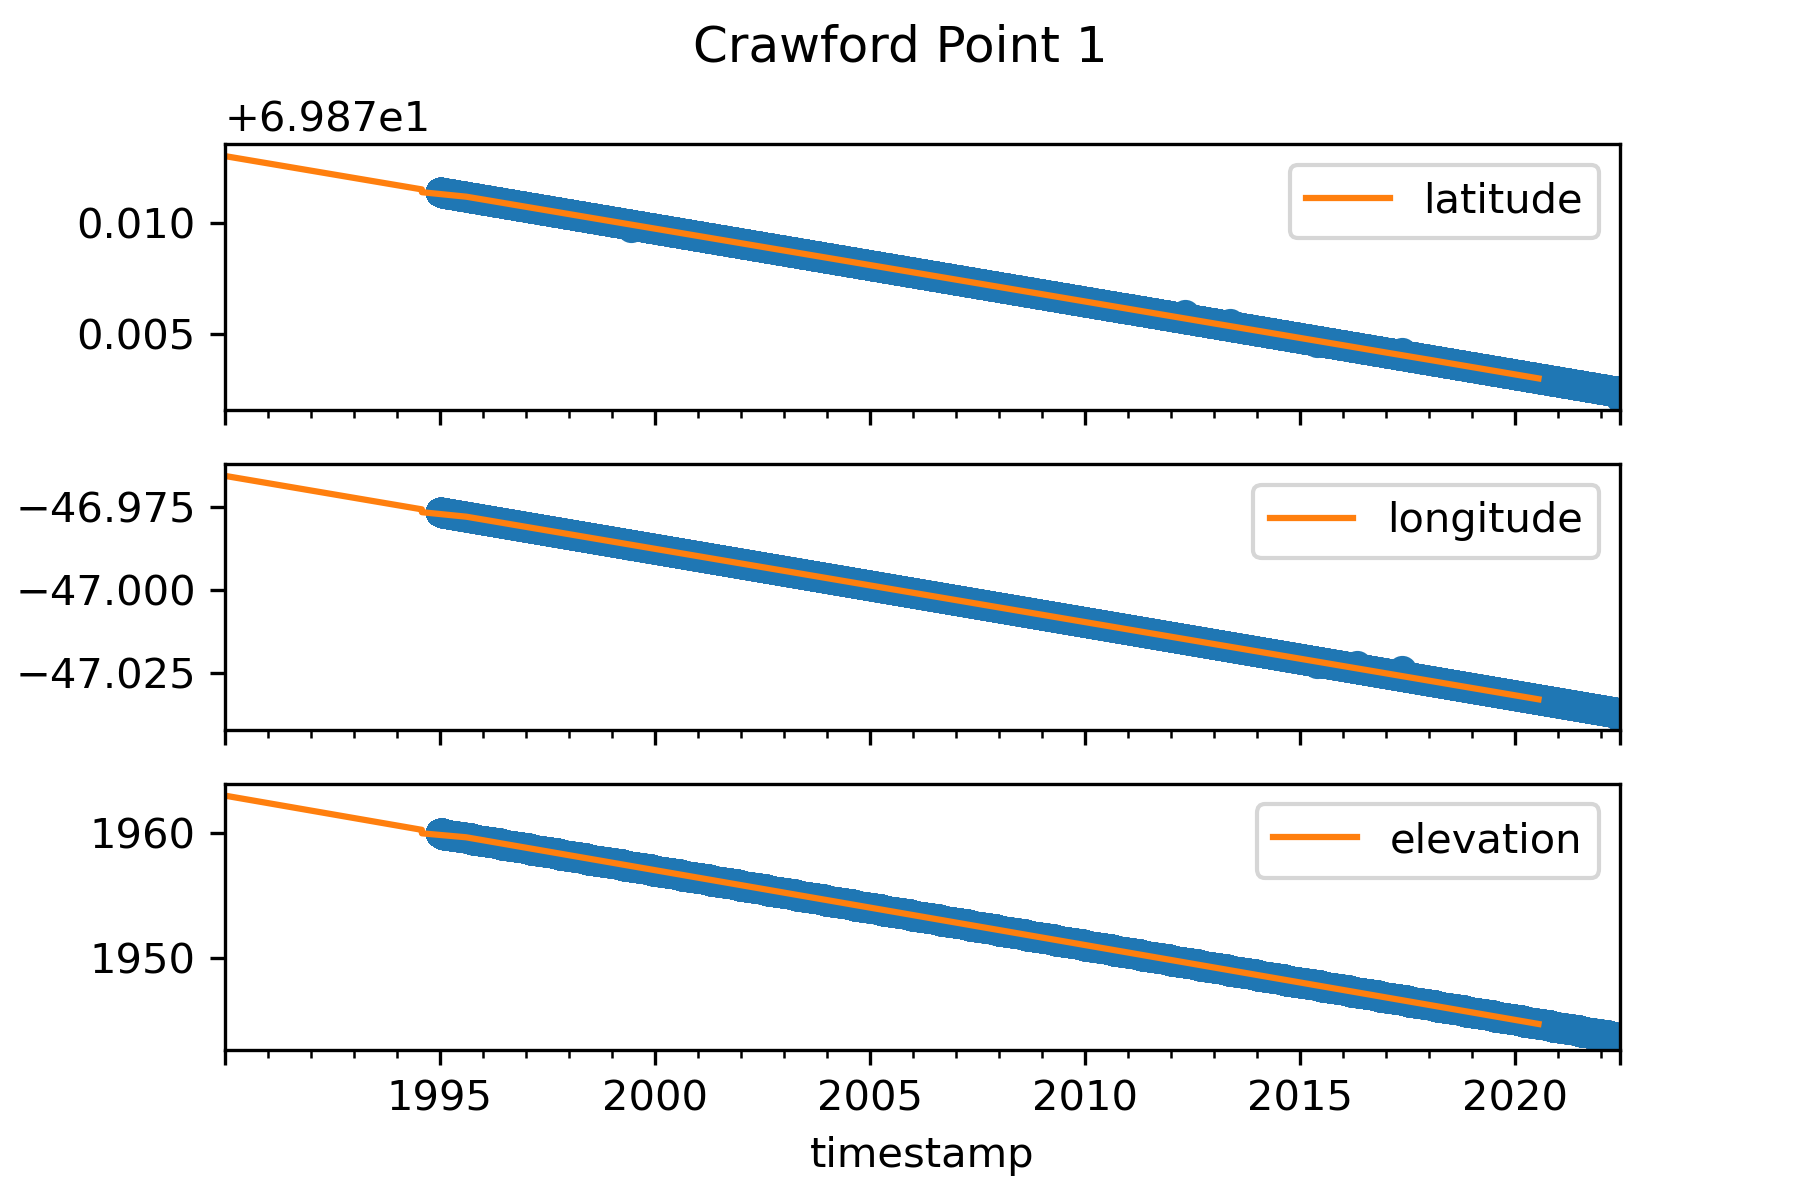 Crawford Point 1
+6.987e1
latitude
0.010
0.005
longitude
−46.975
−47.000
−47.025
elevation
1960
1950
1995 2000 2005 2010 2015 2020
timestamp